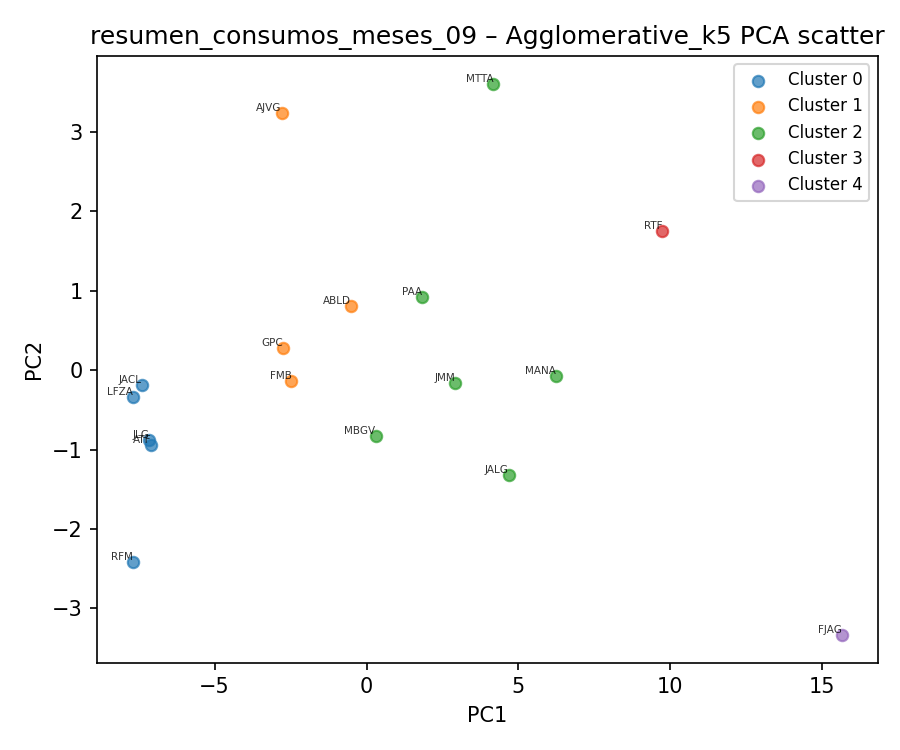 resumen_consumos_meses_09 – Agglomerative_k5 PCA scatter
MTTA
AJVG
Cluster 0
Cluster 1
Cluster 2
Cluster 3
Cluster 4
RTF
PAA
ABLD
GPC
FMB
JMM
MANA
JACL
LFZA
MBGV
JALG
RFM
FJAG
3
2
1
0
−1
−2
−3
PC2
−5
0
5
10
15
PC1